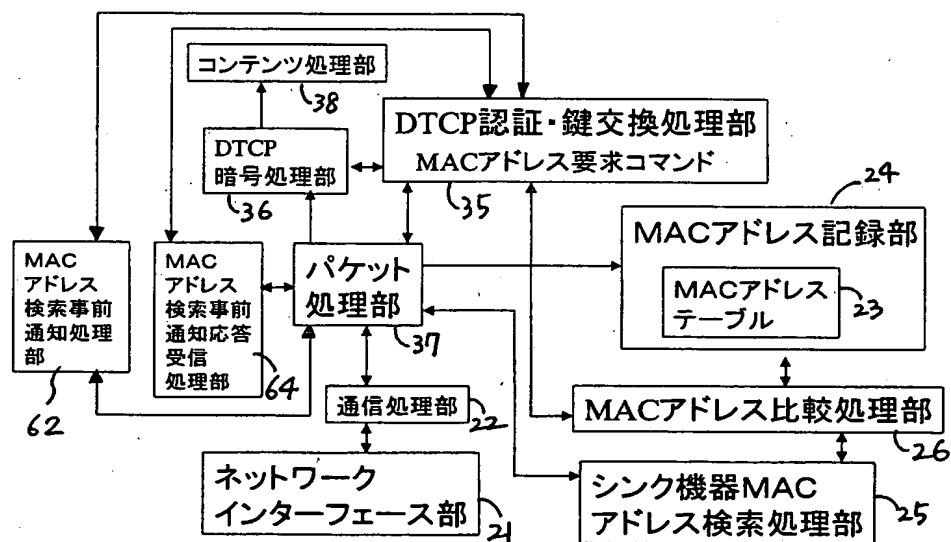 コンテンツ処理部
38
DTCP認証・鍵交換処理部
MACアドレス要求コマンド
35
DTCP
暗号処理部
36
24
MACアドレス記録部
MACアドレス
テーブル
23
MAC
アドレス
検索事前
通知処理
部
62
MAC
アドレス
検索事前
通知応答
受信
処理部
64
パケット
処理部
37
通信処理部
22
MACアドレス比較処理部
26
ネットワーク
インターフェース部
21
シンク機器MAC
アドレス検索処理部
25